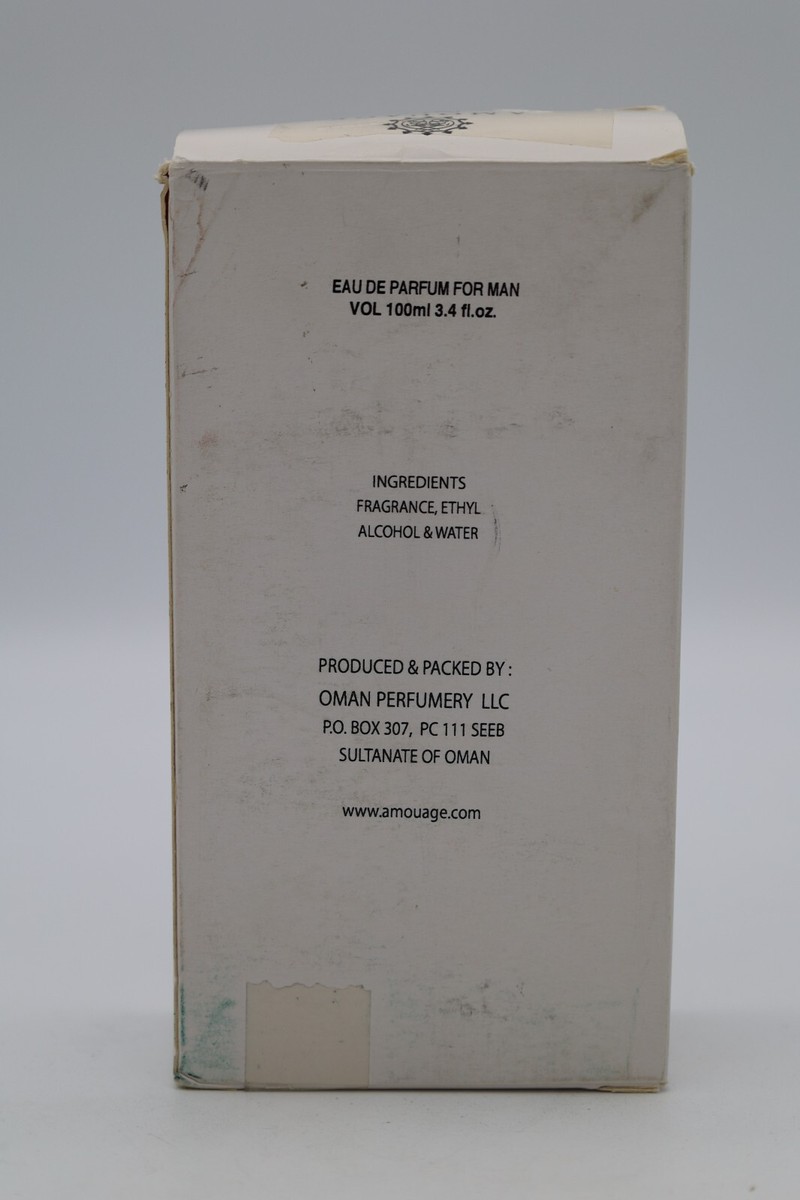 EAU DE PARFUM FOR MAN
VOL 100ml 3.4 fl.oz.
INGREDIENTS
FRAGRANCE, ETHYL
ALCOHOL & WATER
PRODUCED & PACKED BY :
OMAN PERFUMERY LLC
P.O. BOX 307, PC 111 SEEB
SULTANATE OF OMAN
www.amouage.com